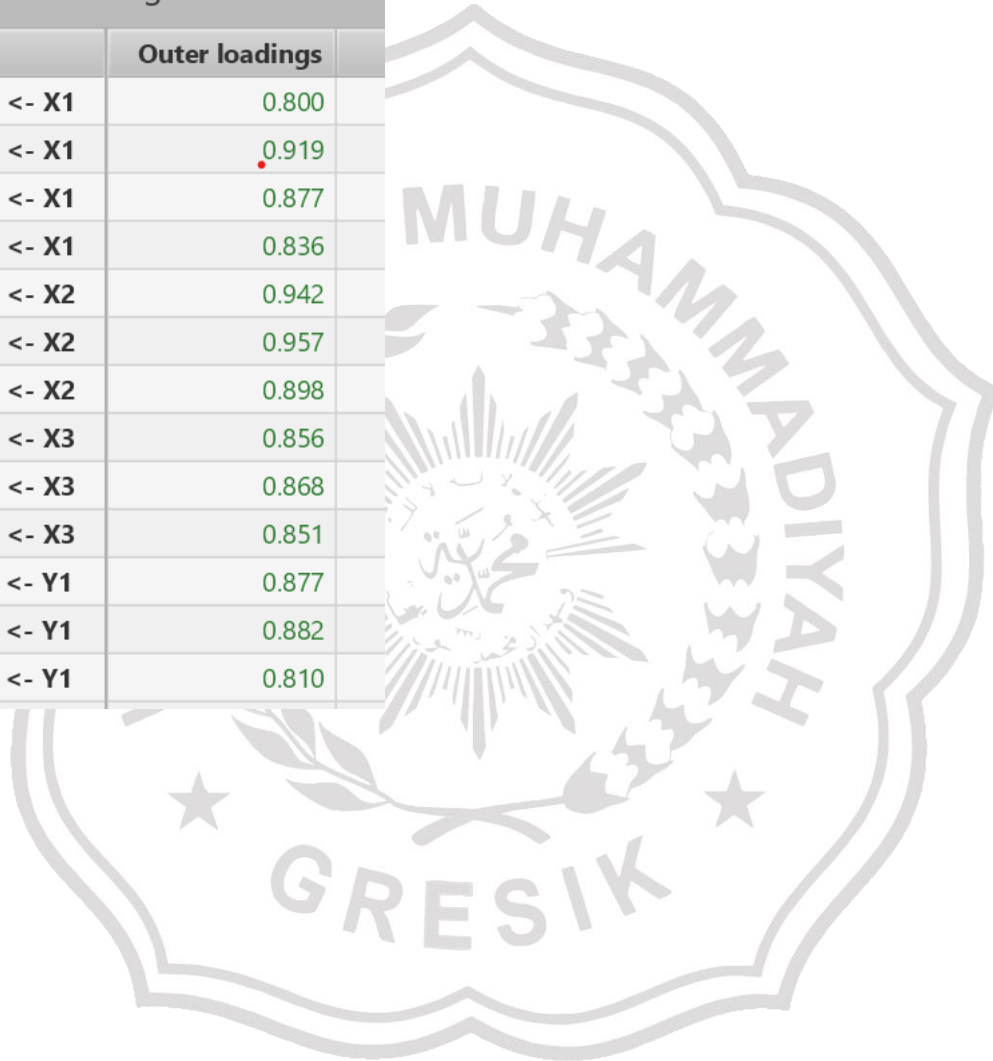 Outer loadings
<- X1 0.800
<- X1 0.919
<- X1 0.877
<- X1 0.836
<- X2 0.942
<- X2 0.957
<- X2 0.898
<- X3 0.856
<- X3 0.868
<- X3 0.851
<- Y1 0.877
<- Y1 0.882
<- Y1 0.810
MUHAMMADIYAH
GRESIK